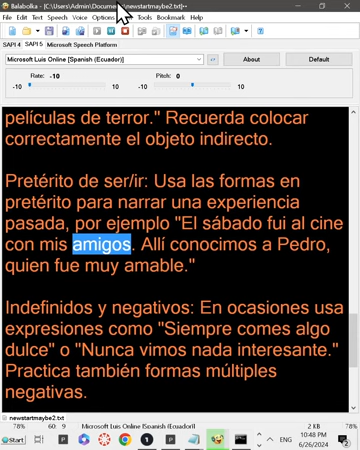 Balabolka - [C:\Users\Admin\Documen\newstartmaybe2.txt]
File Edit Text Speech Voice Options Tools Bookmark Help
SAPI 4 SAPI 5 Microsoft Speech Platform
Microsoft Luis Online [Spanish (Ecuador)] About Default
Rate: -10 Pitch: 0
-10 10 -10 10
películas de terror." Recuerda colocar
correctamente el objeto indirecto.
Pretérito de ser/ir: Usa las formas en
pretérito para narrar una experiencia
pasada, por ejemplo "El sábado fui al cine
con mis amigos. Allí conocimos a Pedro,
quien fue muy amable."
Indefinidos y negativos: En ocasiones usa
expresiones como "Siempre comes algo
dulce" o "Nunca vimos nada interesante."
Practica también formas múltiples
negativas.
newstartmaybe2.txt
78% 60: 9 Microsoft Luis Online [Spanish (Ecuador)] 2 KB 78%
Start ENG 10:48 PM
6/26/2024 2